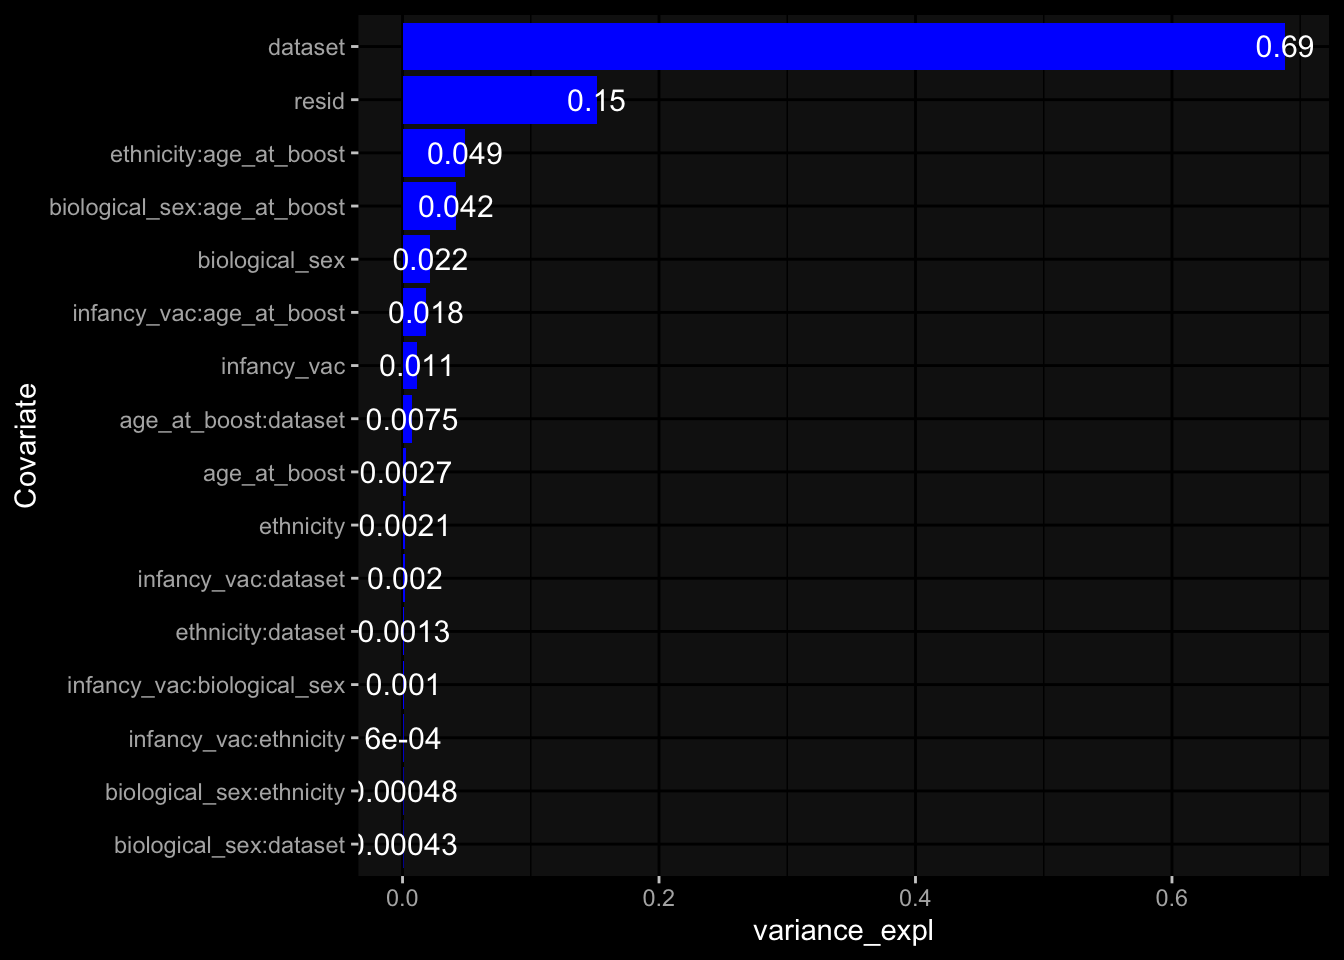 dataset 0.69
resid 0.15
ethnicity:age_at_boost 0.049
biological_sex:age_at_boost 0.042
biological_sex 0.022
infancy_vac:age_at_boost 0.018
infancy_vac 0.011
age_at_boost:dataset 0.0075
age_at_boost 0.0027
ethnicity 0.0021
infancy_vac:dataset 0.002
ethnicity:dataset 0.0013
infancy_vac:biological_sex 0.001
infancy_vac:ethnicity 6e-04
biological_sex:ethnicity 0.00048
biological_sex:dataset 0.00043
Covariate
0.0 0.2 0.4 0.6
variance_expl